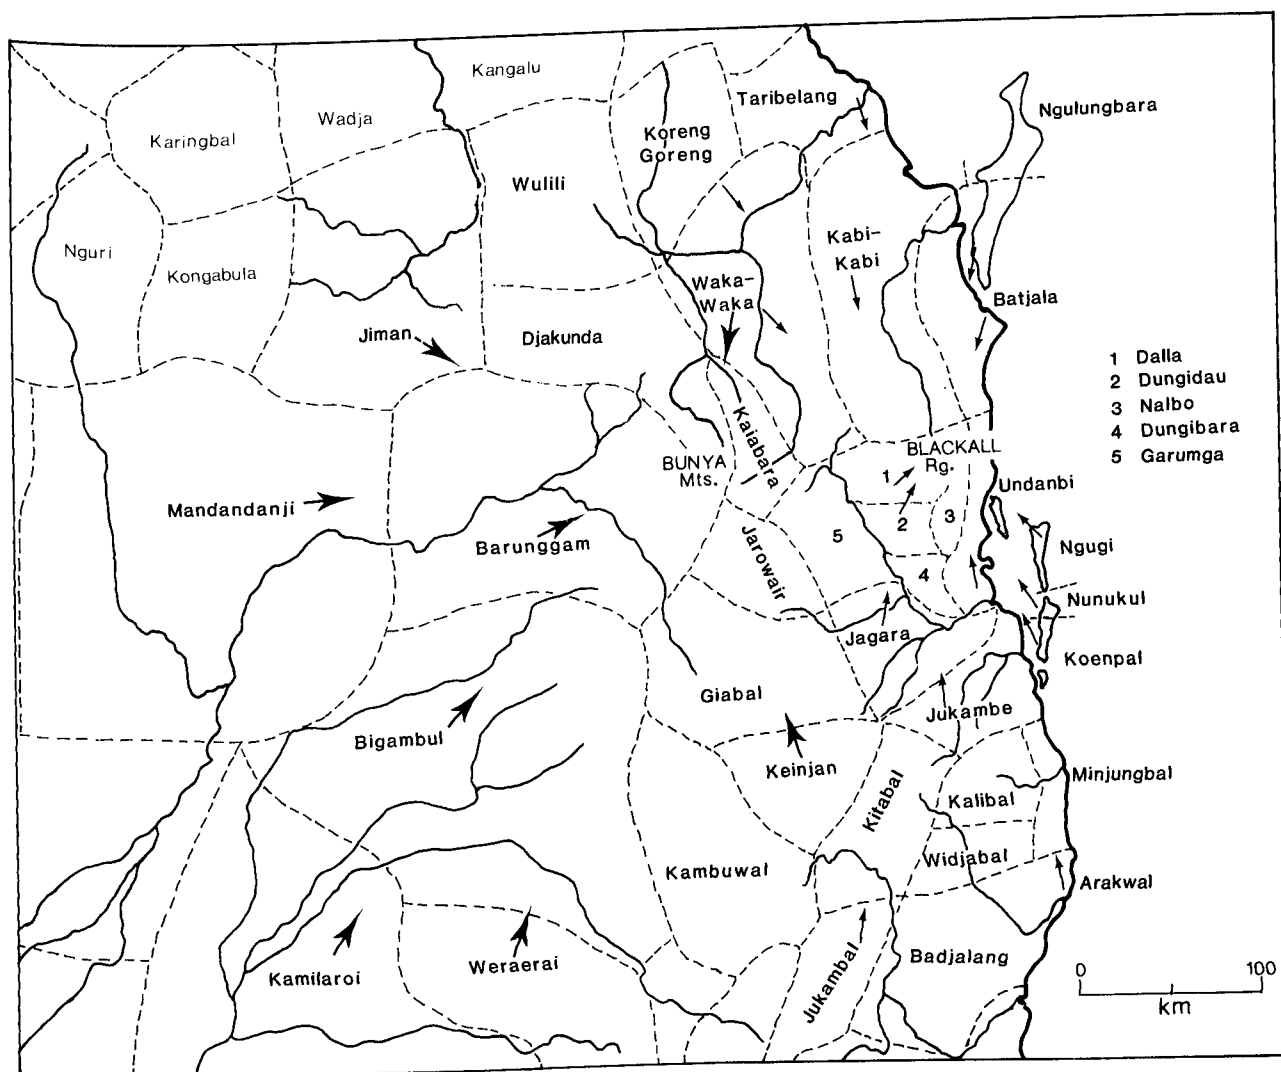 Kangalu
Taribelang
Ngulungbara
Wadja
Karingbal
Koreng
Goreng
Wulili
Kabi-
Kabi
Nguri
Kongabula
Waka-
Waka
Batjala
Jiman
Djakunda
1 Dalla
2 Dungidau
3 Nalbo
4 Dungibara
5 Garumga
Kaiabara
BUNYA
Mts.
BLACKALL
Rg.
1
Undanbi
Mandandanji
2
3
Barunggam
5
Jarowair
Ngugi
4
Nunukul
Jagara
Koenpal
Giabal
Jukambe
Bigambul
Keinjan
Minjungbal
Kitabal
Kalibal
Kambuwal
Widjabal
Arakwal
Kamilaroi
Weraerai
Jukambal
Badjalang
0 100
km